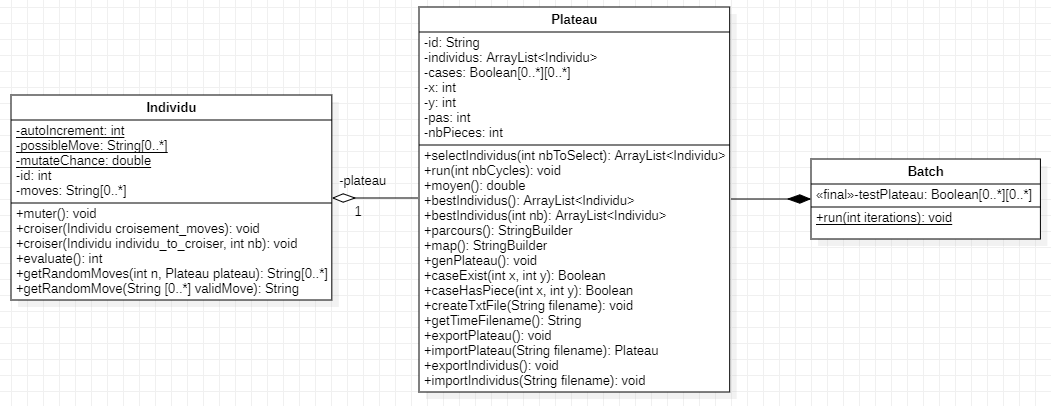 Individu
-autoIncrement: int
-possibleMove: String[0..*]
-mutateChance: double
-id: int
-moves: String[0..*]
+muter(): void
+croiser(Individu croisement_moves): void
+croiser(Individu individu_to_croiser, int nb): void
+evaluate(): int
+getRandomMoves(int n, Plateau plateau): String[0..*]
+getRandomMove(String [0..*] validMove): String
-plateau
1
Plateau
-id: String
-individus: ArrayList<Individu>
-cases: Boolean[0..*][0..*]
-x: int
-y: int
-pas: int
-nbPieces: int
+selectIndividus(int nbToSelect): ArrayList<Individu>
+run(int nbCycles): void
+moyen(): double
+bestIndividus(): ArrayList<Individu>
+bestIndividus(int nb): ArrayList<Individu>
+parcours(): StringBuilder
+map(): StringBuilder
+genPlateau(): void
+caseExist(int x, int y): Boolean
+caseHasPiece(int x, int y): Boolean
+createTxtFile(String filename): void
+getTimeFilename(): String
+exportPlateau(): void
+importPlateau(String filename): Plateau
+exportIndividus(): void
+importIndividus(String filename): void
Batch
«final»-testPlateau: Boolean[0..*][0..*]
+run(int iterations): void